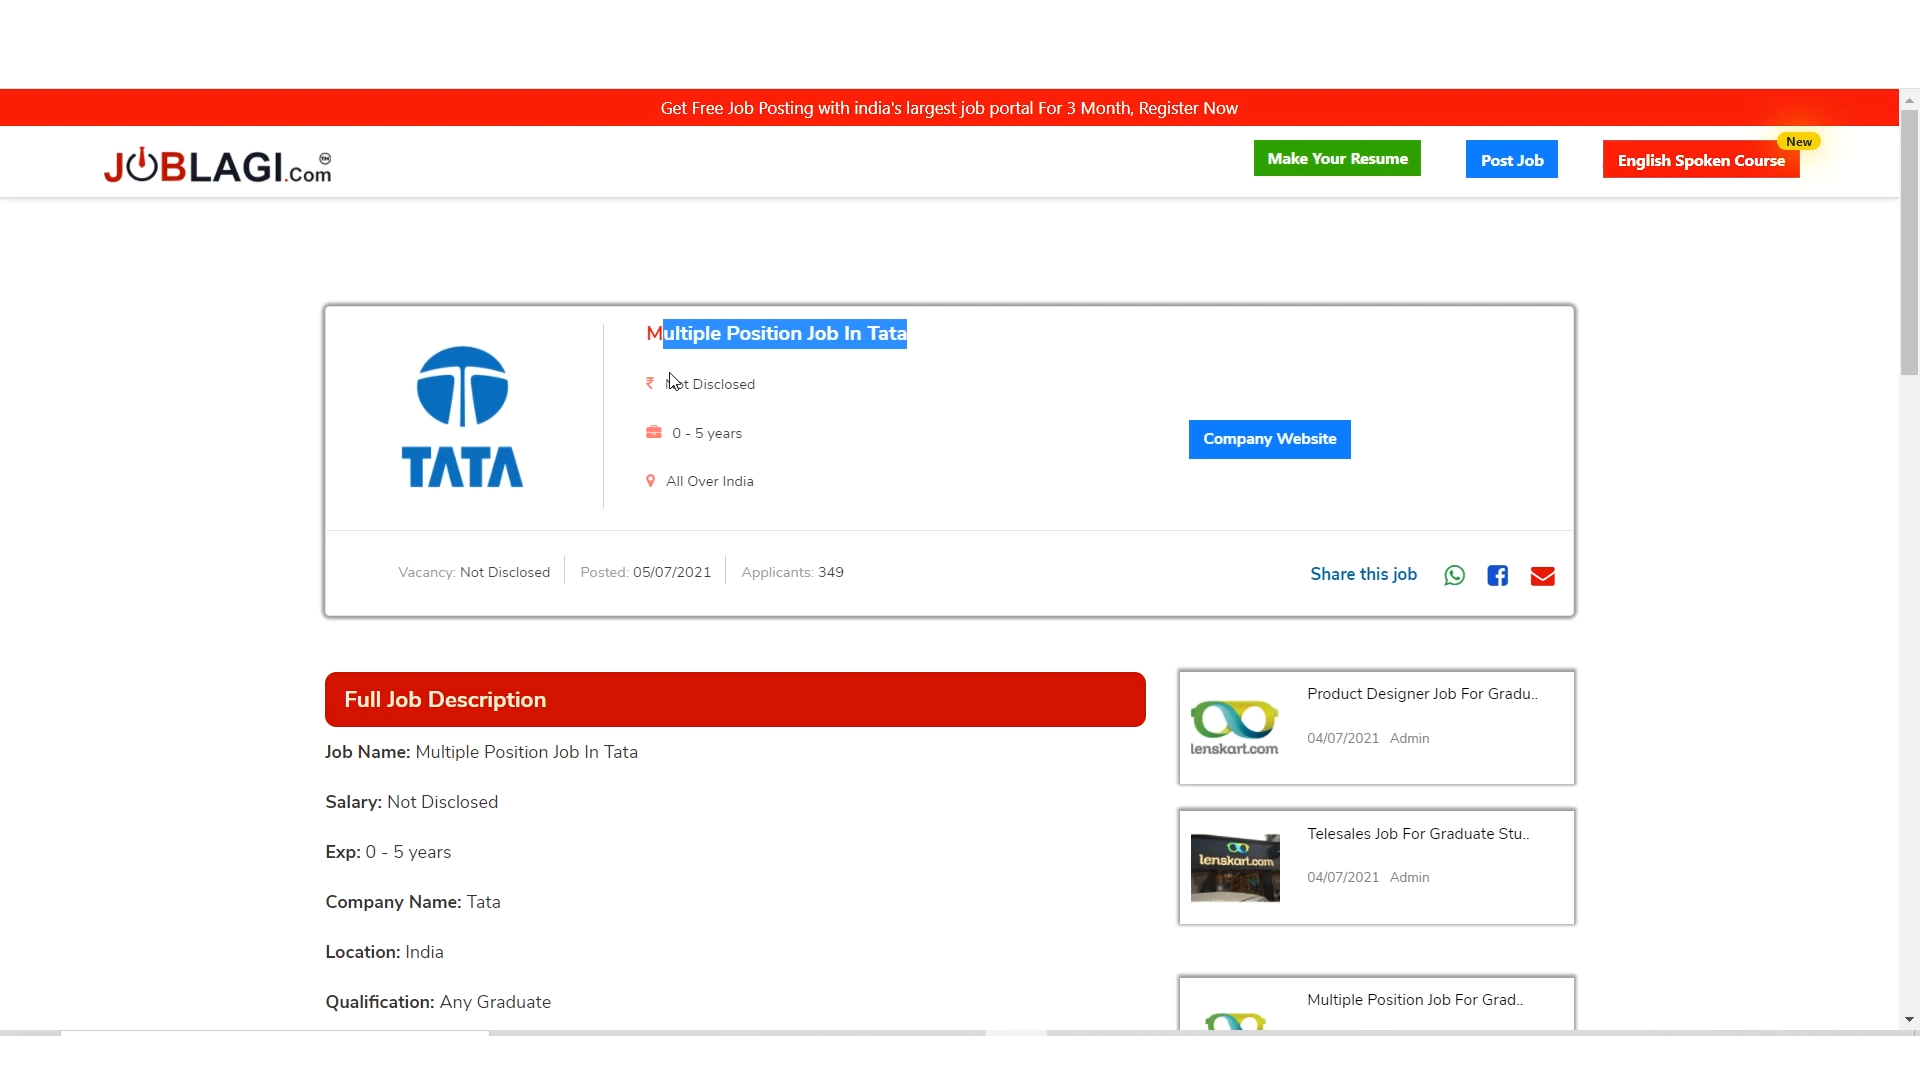 Get Free Job Posting with india's largest job portal For 3 Month, Register Now
JOBLAGI.Com TM
Make Your Resume
Post Job
English Spoken Course
New
Multiple Position Job In Tata
₹ Not Disclosed
0 - 5 years
All Over India
TATA
Company Website
Vacancy: Not Disclosed
Posted: 05/07/2021
Applicants: 349
Share this job
Full Job Description
Job Name: Multiple Position Job In Tata
Salary: Not Disclosed
Exp: 0 - 5 years
Company Name: Tata
Location: India
Qualification: Any Graduate
lenskart.com
Product Designer Job For Gradu..
04/07/2021 Admin
lenskart.com
Telesales Job For Graduate Stu..
04/07/2021 Admin
Multiple Position Job For Grad..